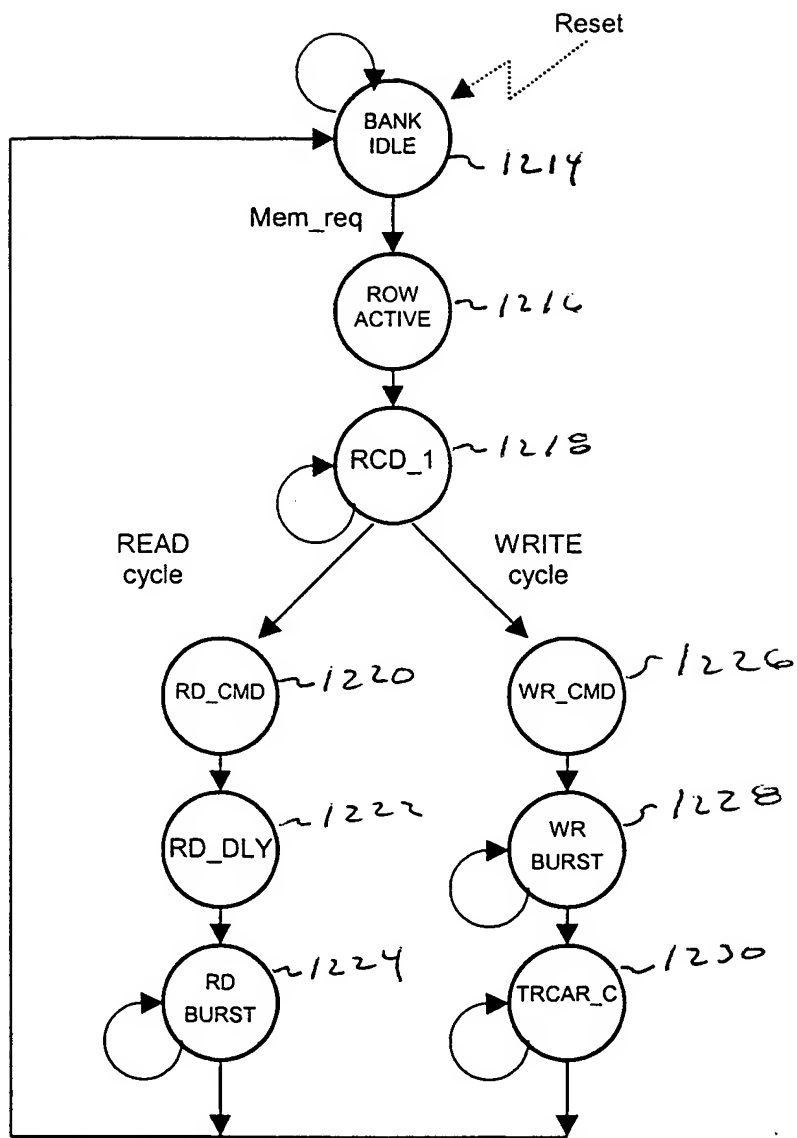 Reset
BANK
IDLE
1214
Mem_req
ROW
ACTIVE
1216
RCD_1
1218
READ
cycle
WRITE
cycle
RD_CMD
1220
WR_CMD
1226
RD_DLY
1222
WR
BURST
1228
RD
BURST
1224
TRCAR_C
1230